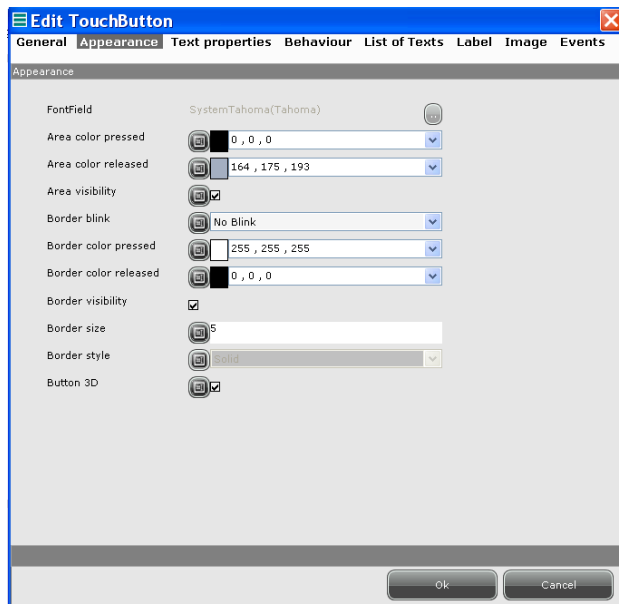 Edit TouchButton
General Appearance Text properties Behaviour List of Texts Label Image Events
Appearance
FontField SystemTahoma(Tahoma) ..
Area color pressed 0 , 0 , 0
Area color released 164 , 175 , 193
Area visibility
Border blink No Blink
Border color pressed 255 , 255 , 255
Border color released 0 , 0 , 0
Border visibility
Border size 5
Border style Solid
Button 3D
Ok Cancel